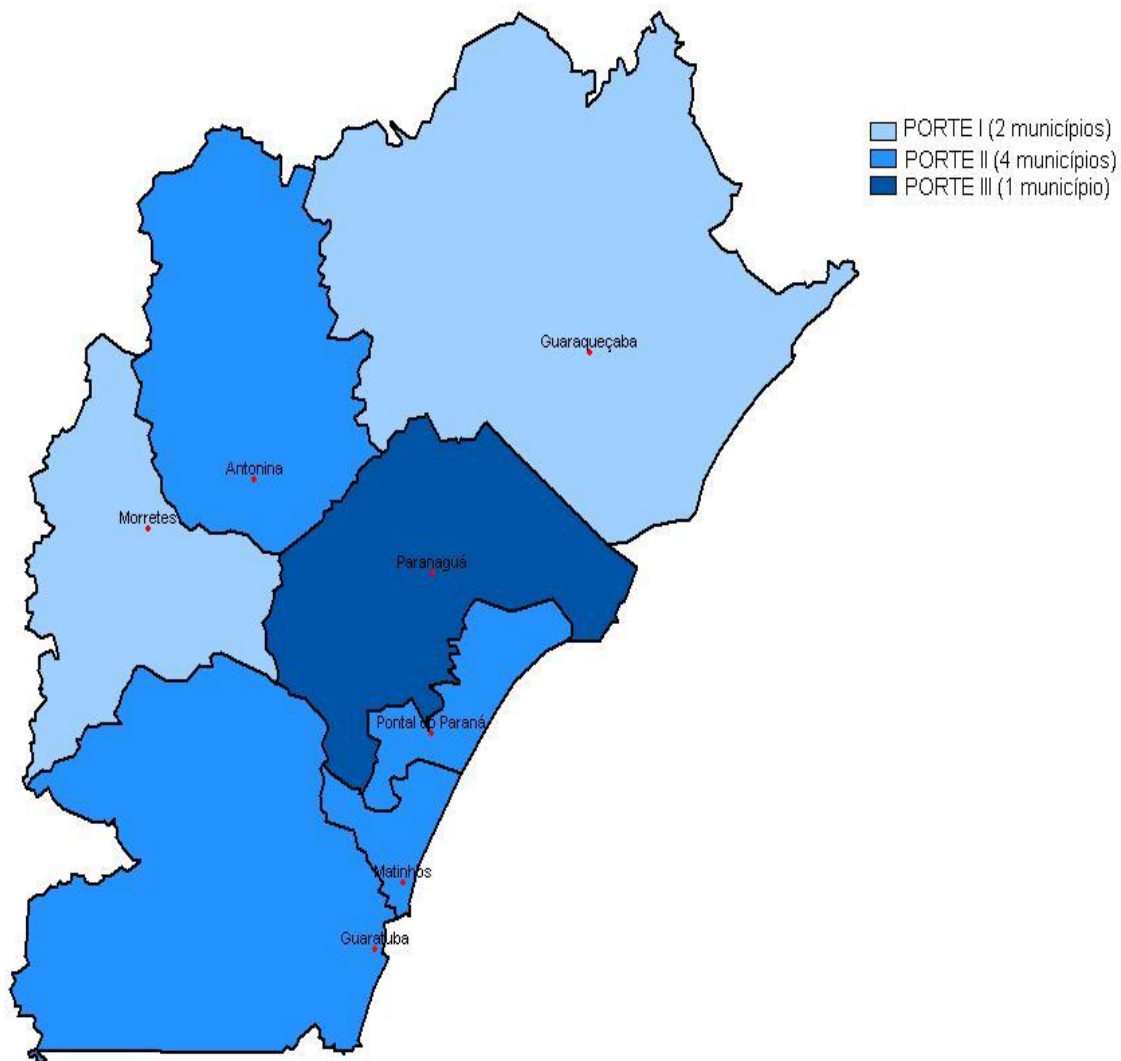 PORTE I (2 municípios)
PORTE II (4 municípios)
PORTE III (1 município)
Guaraqueçaba
Antonina
Morretes
Paranaguá
Pontal do Paraná
Matinhos
Guaratuba